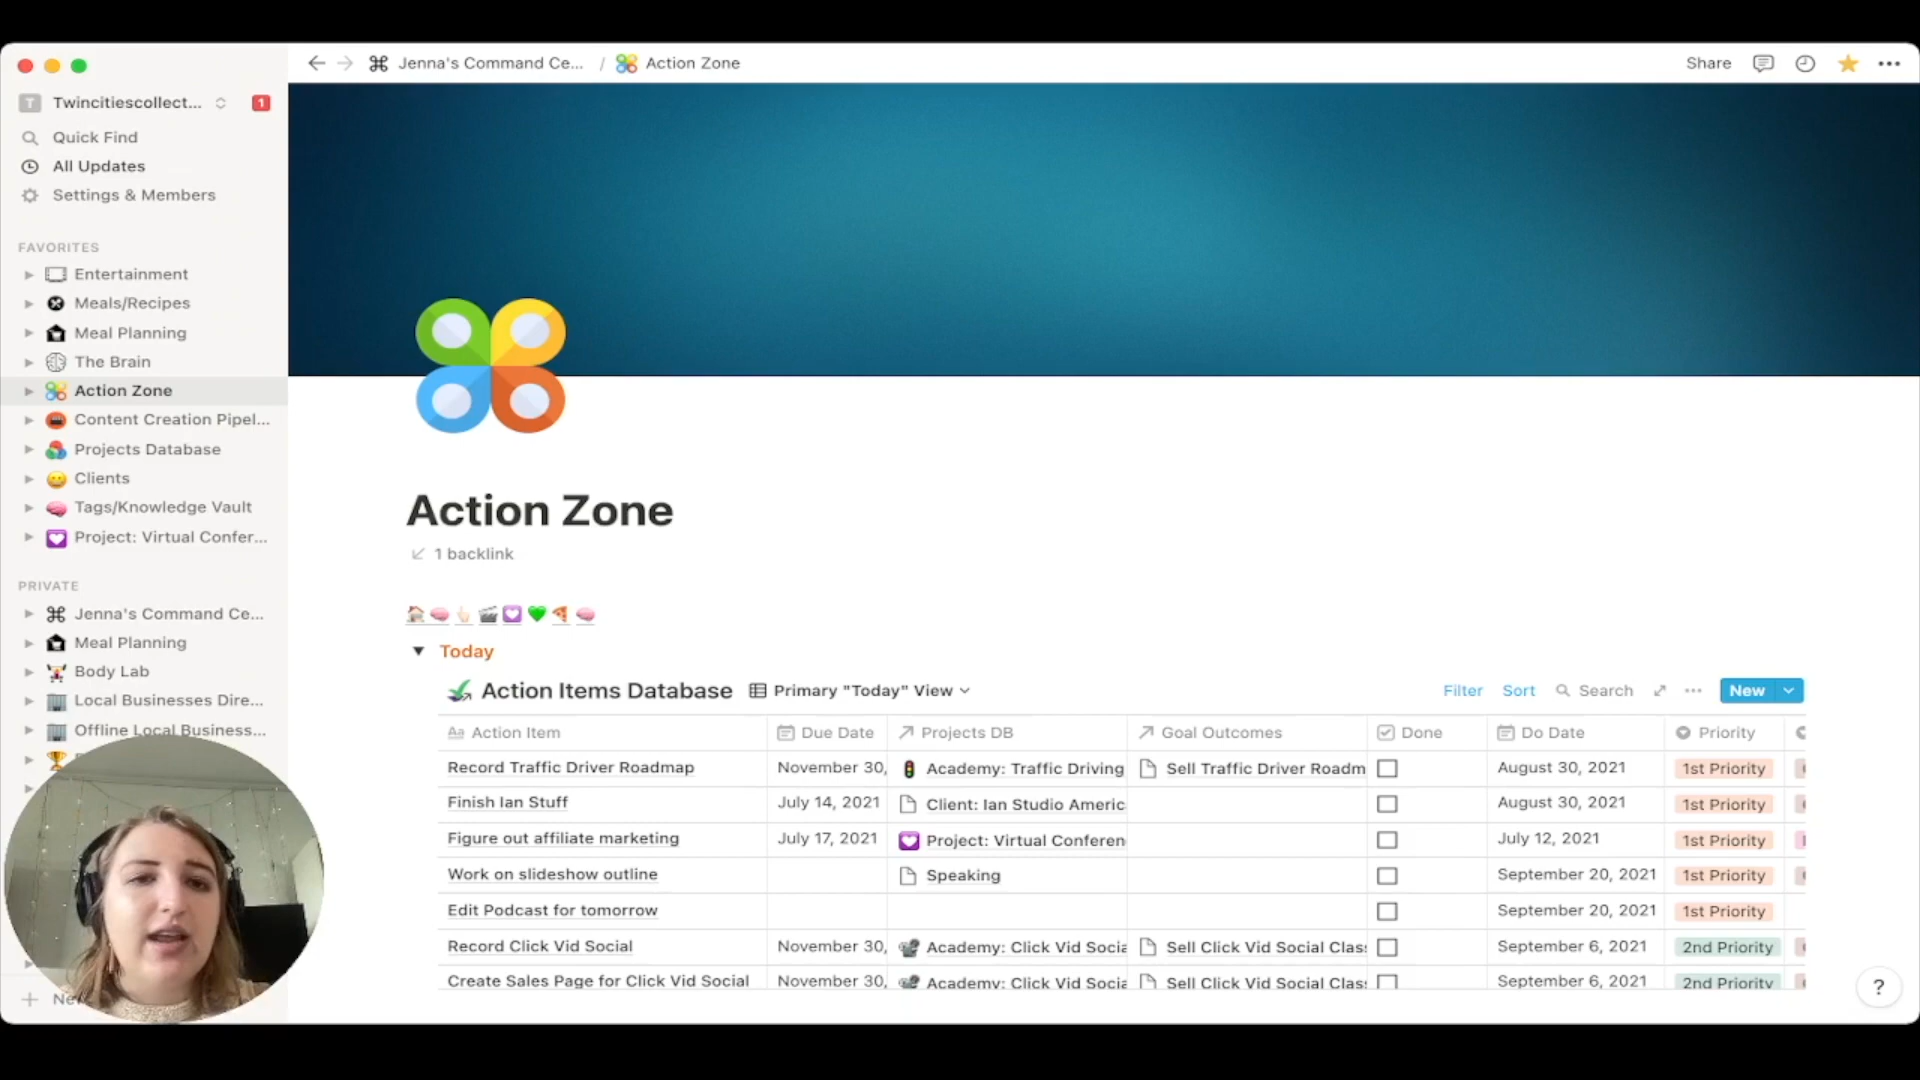 Jenna's Command Ce... / Action Zone
Share
T Twincitiescollect... 1
Quick Find
All Updates
Settings & Members
FAVORITES
Entertainment
Meals/Recipes
Meal Planning
The Brain
Action Zone
Content Creation Pipel...
Projects Database
Clients
Tags/Knowledge Vault
Project: Virtual Confer...
PRIVATE
Jenna's Command Ce...
Meal Planning
Body Lab
Local Businesses Dire...
Offline Local Business...
Action Zone
1 backlink
Today
Action Items Database Primary "Today" View
Filter Sort Search ... New
Aa Action Item Due Date Projects DB Goal Outcomes Done Do Date Priority
Record Traffic Driver Roadmap November 30, Academy: Traffic Driving Sell Traffic Driver Roadm August 30, 2021 1st Priority
Finish Ian Stuff July 14, 2021 Client: Ian Studio Americ August 30, 2021 1st Priority
Figure out affiliate marketing July 17, 2021 Project: Virtual Conferen July 12, 2021 1st Priority
Work on slideshow outline Speaking September 20, 2021 1st Priority
Edit Podcast for tomorrow September 20, 2021 1st Priority
Record Click Vid Social November 30, Academy: Click Vid Socia Sell Click Vid Social Clas September 6, 2021 2nd Priority
Create Sales Page for Click Vid Social November 30, Academy: Click Vid Socia Sell Click Vid Social Clas September 6, 2021 2nd Priority
?